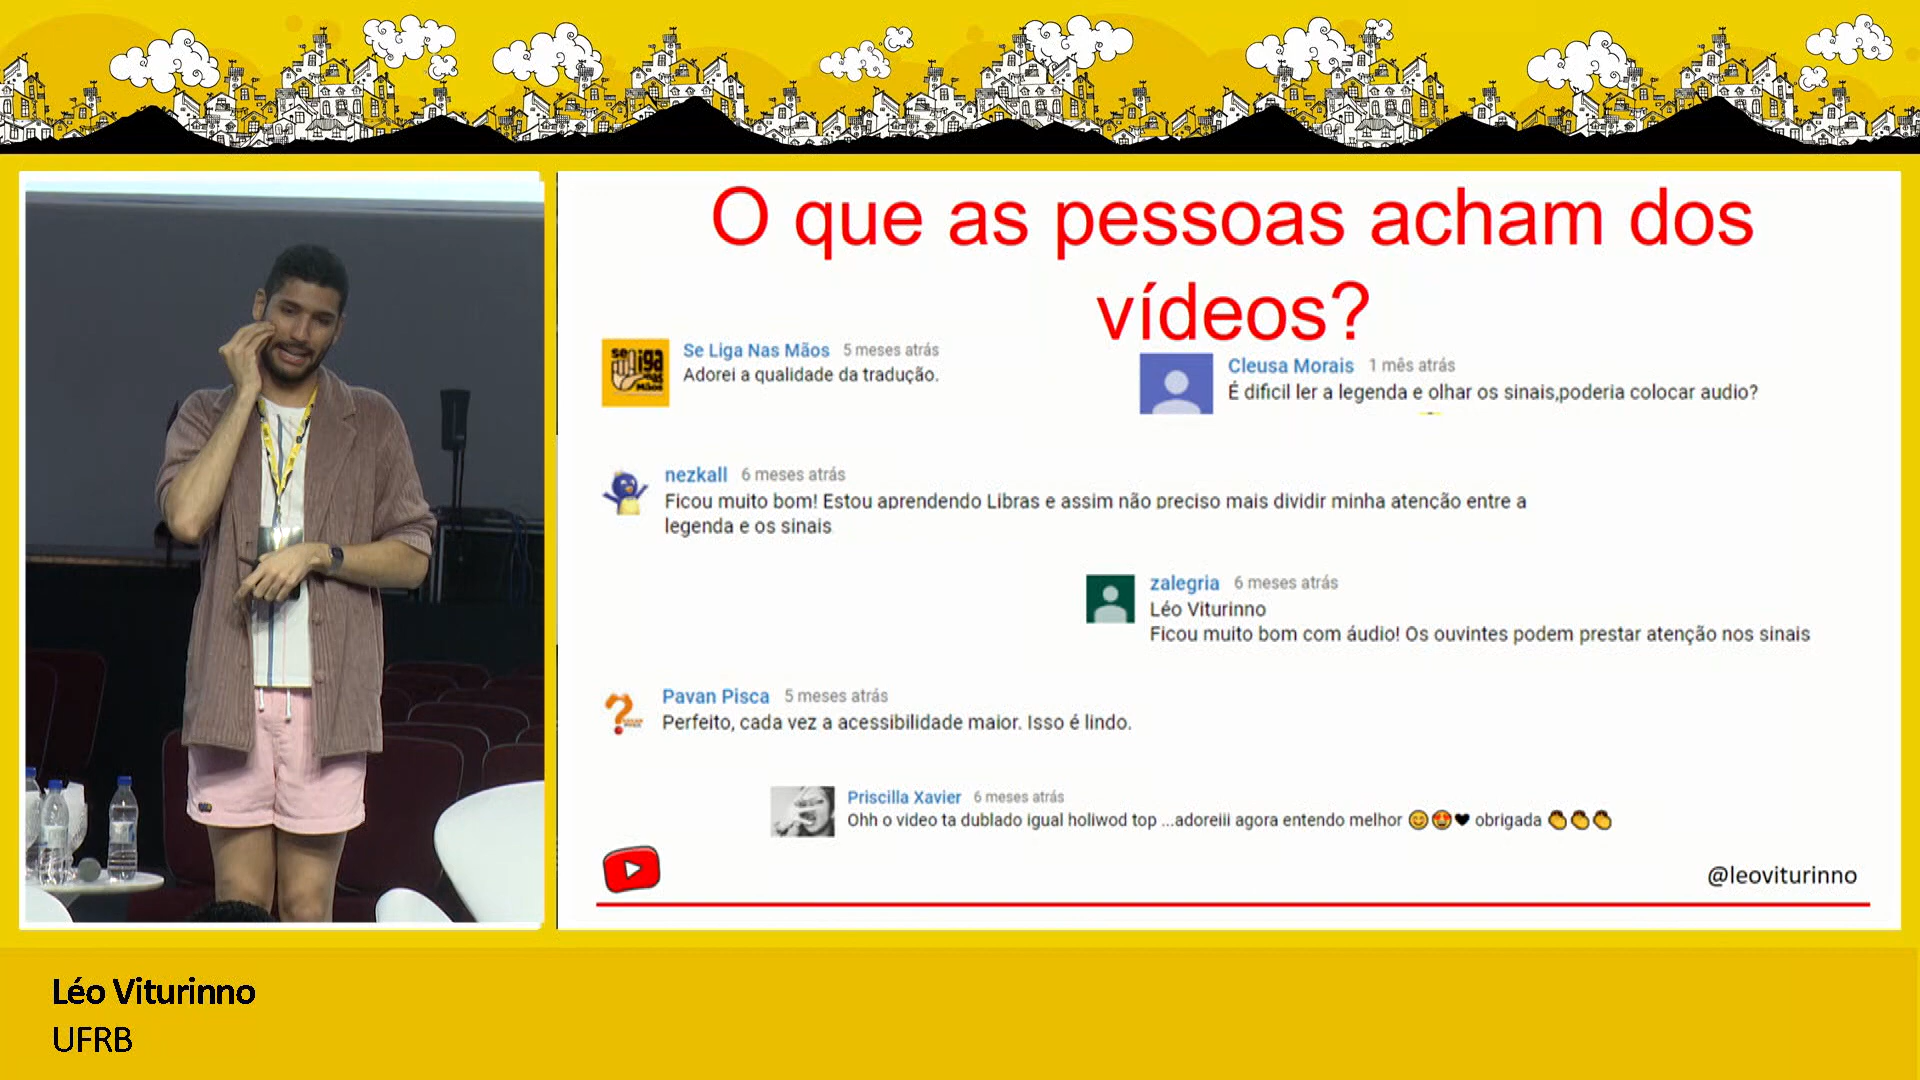 O que as pessoas acham dos
vídeos?
se liga
nas
Mãos
Se Liga Nas Mãos 5 meses atrás
Adorei a qualidade da tradução.
Cleusa Morais 1 mês atrás
É dificil ler a legenda e olhar os sinais,poderia colocar audio?
nezkall 6 meses atrás
Ficou muito bom! Estou aprendendo Libras e assim não preciso mais dividir minha atenção entre a
legenda e os sinais
zalegria 6 meses atrás
Léo Viturinno
Ficou muito bom com áudio! Os ouvintes podem prestar atenção nos sinais
Pavan Pisca 5 meses atrás
Perfeito, cada vez a acessibilidade maior. Isso é lindo.
Priscilla Xavier 6 meses atrás
Ohh o video ta dublado igual holiwod top ...adoreiii agora entendo melhor 😊😍🖤 obrigada 👏👏👏
@leoviturinno
Léo Viturinno
UFRB